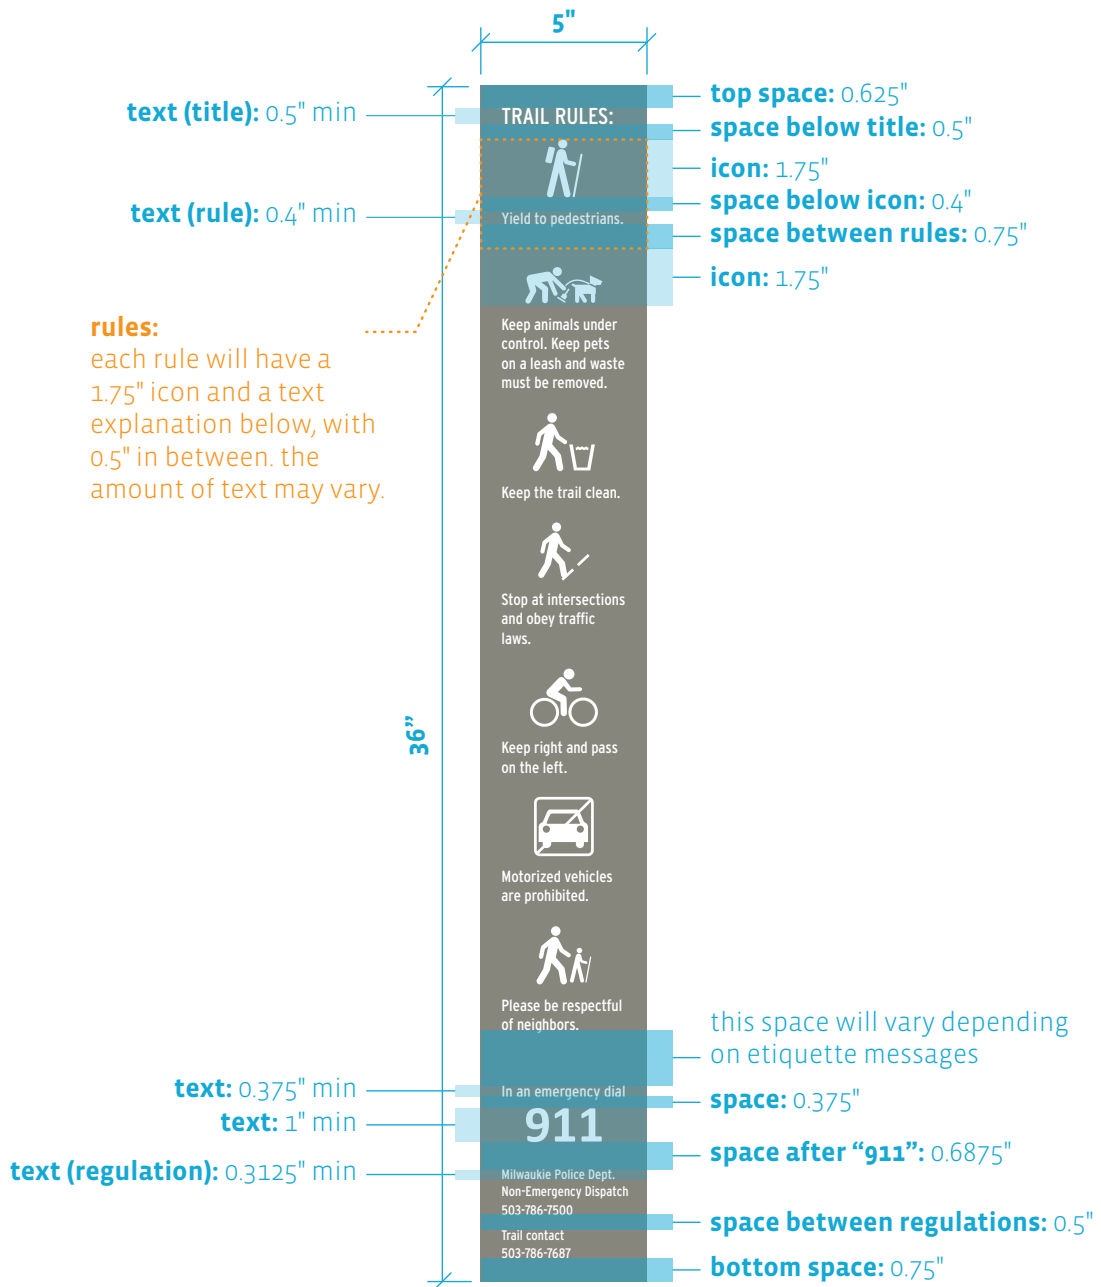 5"
text (title): 0.5" min
top space: 0.625"
TRAIL RULES:
space below title: 0.5"
icon: 1.75"
space below icon: 0.4"
text (rule): 0.4" min
Yield to pedestrians.
space between rules: 0.75"
icon: 1.75"
rules:
each rule will have a
1.75" icon and a text
explanation below, with
0.5" in between. the
amount of text may vary.
Keep animals under
control. Keep pets
on a leash and waste
must be removed.
Keep the trail clean.
Stop at intersections
and obey traffic
laws.
36”
Keep right and pass
on the left.
Motorized vehicles
are prohibited.
Please be respectful
of neighbors.
this space will vary depending
on etiquette messages
text: 0.375" min
In an emergency dial
space: 0.375"
text: 1" min
911
space after “911”: 0.6875"
text (regulation): 0.3125" min
Milwaukie Police Dept.
Non-Emergency Dispatch
503-786-7500
space between regulations: 0.5"
Trail contact
503-786-7687
bottom space: 0.75"